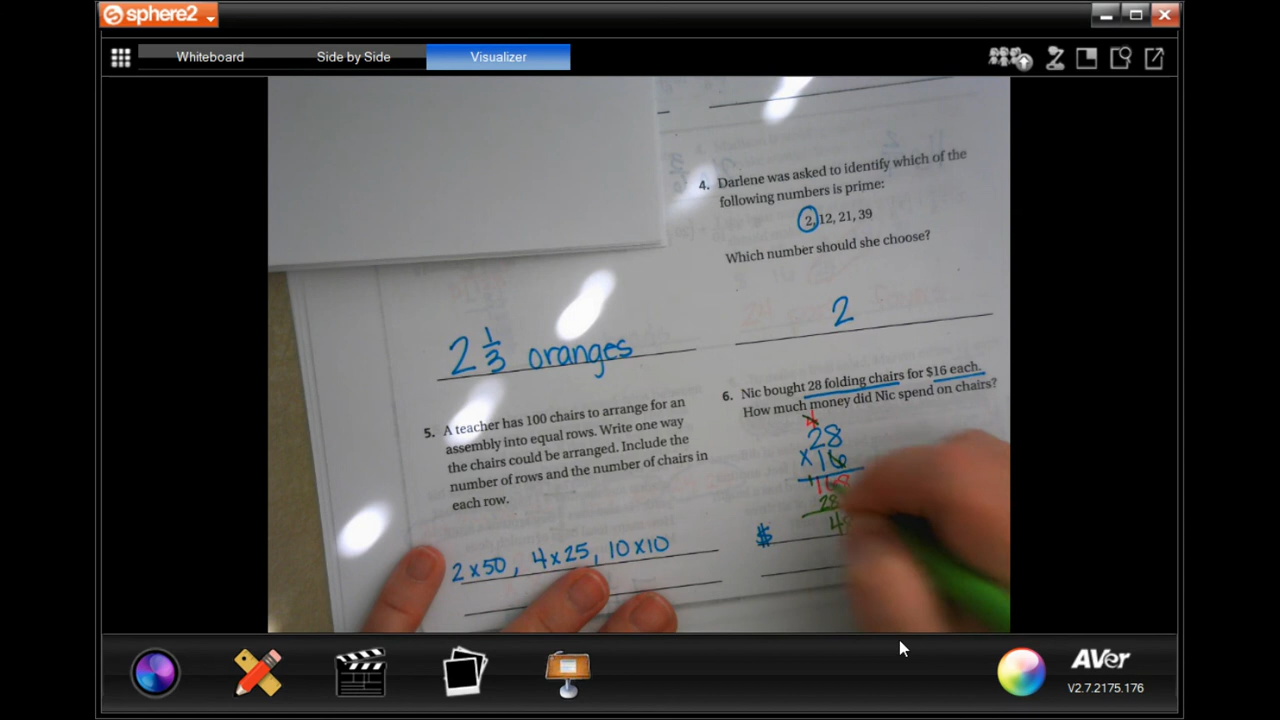 sphere2
Whiteboard
Side by Side
Visualizer
4. Darlene was asked to identify which of the
following numbers is prime:
2, 12, 21, 39
Which number should she choose?
2
2 1/3 oranges
5. A teacher has 100 chairs to arrange for an
assembly into equal rows. Write one way
the chairs could be arranged. Include the
number of rows and the number of chairs in
each row.
2x50, 4x25, 10x10
6. Nic bought 28 folding chairs for $16 each.
How much money did Nic spend on chairs?
4
28
x16
+168
28
48
$
AVer
V2.7.2175.176